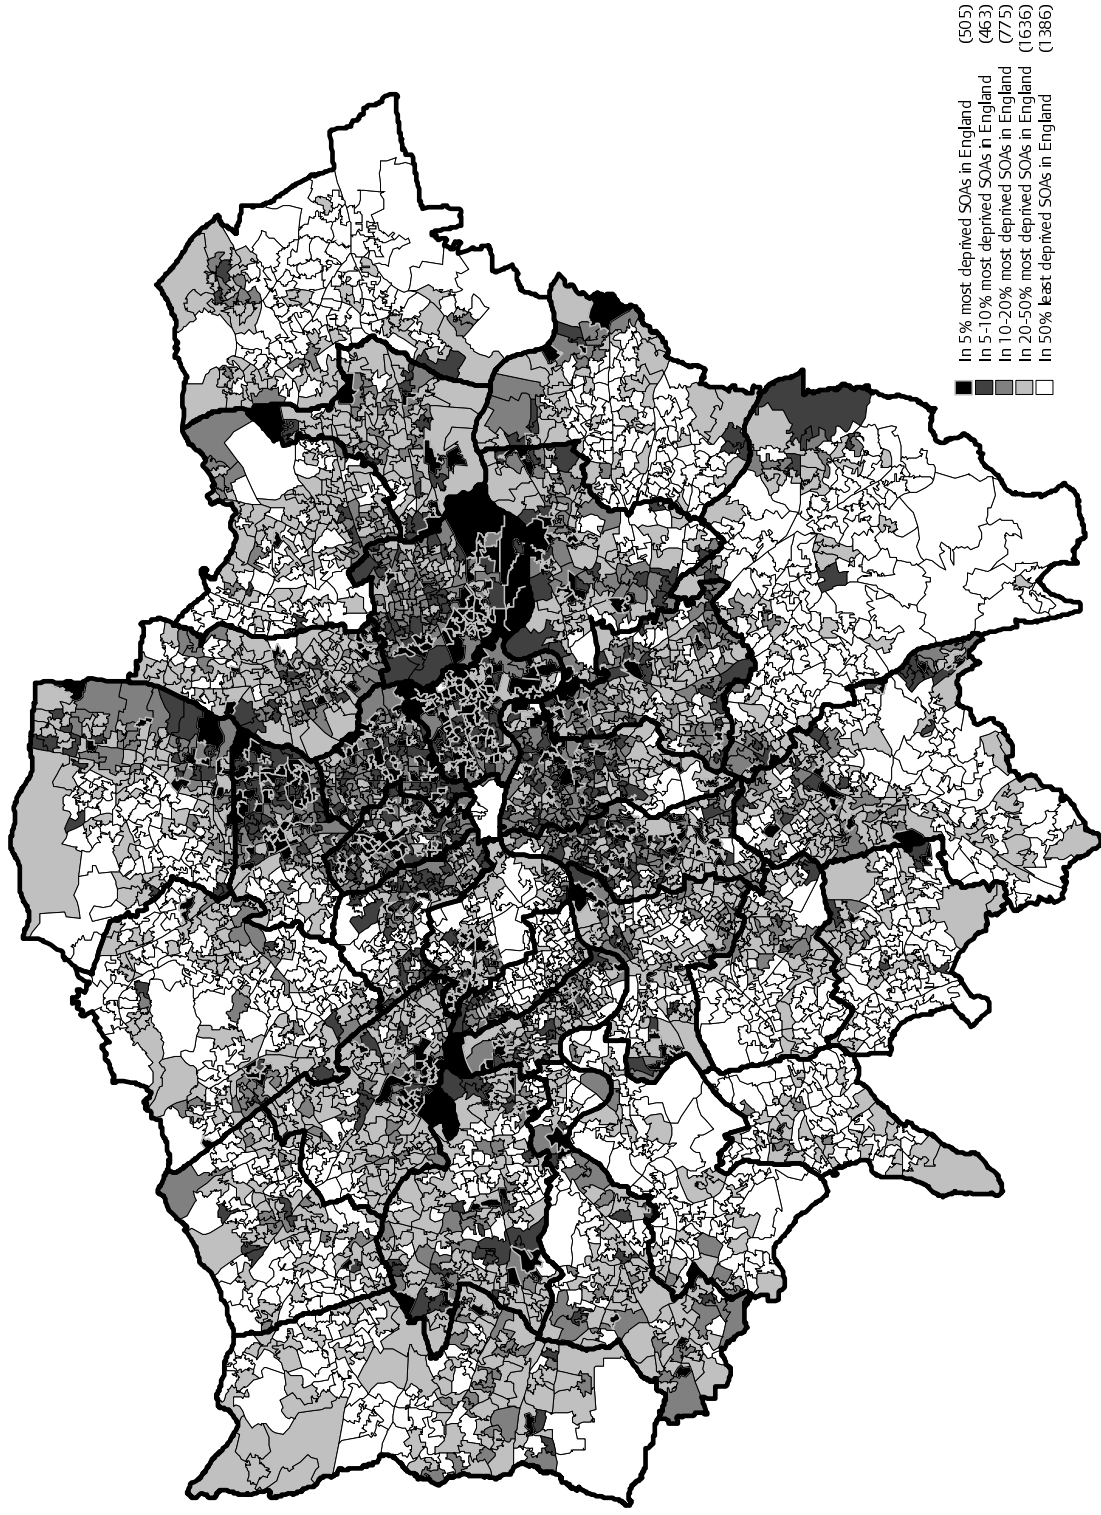 In 5% most deprived SOAs in England (505)
In 5-10% most deprived SOAs in England (463)
In 10-20% most deprived SOAs in England (775)
In 20-50% most deprived SOAs in England (1636)
In 50% least deprived SOAs in England (1386)